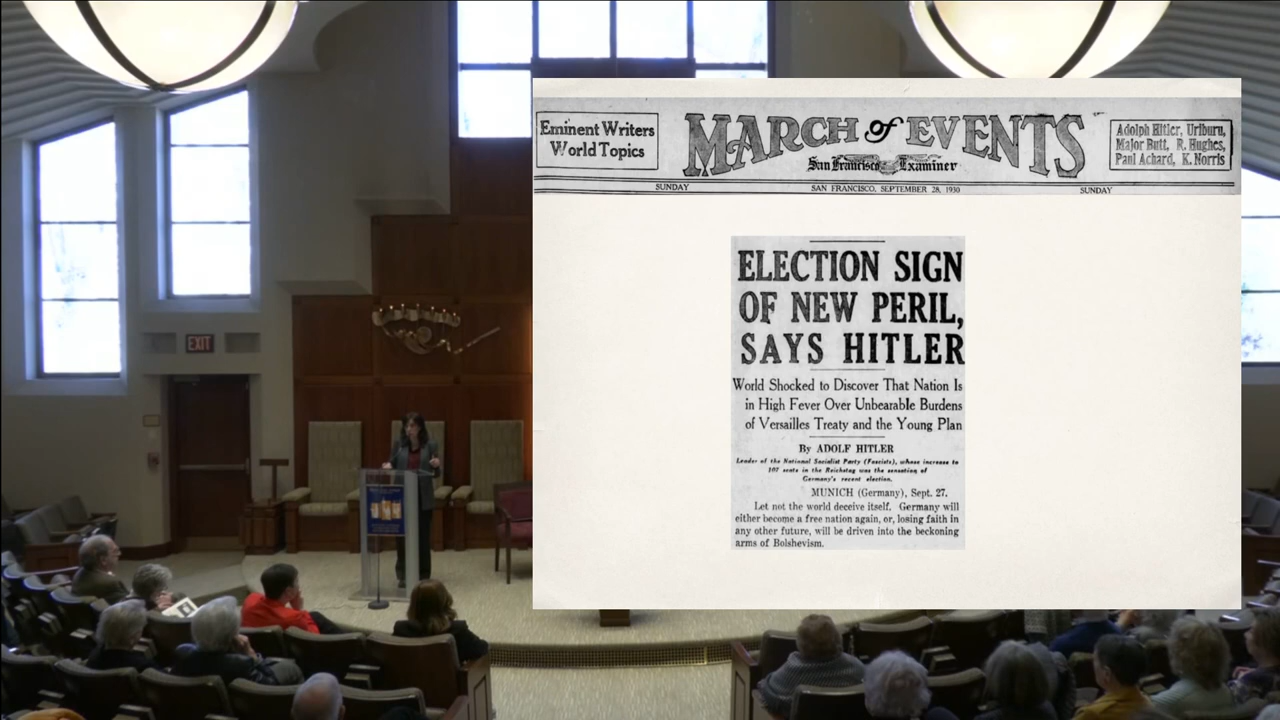 Eminent Writers
World Topics
MARCH of EVENTS
San Francisco Examiner
Adolph Hitler, Uriburu,
Major Butt, R. Hughes,
Paul Achard, K. Norris
SUNDAY
SAN FRANCISCO, SEPTEMBER 28, 1930
SUNDAY
ELECTION SIGN
OF NEW PERIL,
SAYS HITLER
World Shocked to Discover That Nation Is
in High Fever Over Unbearable Burdens
of Versailles Treaty and the Young Plan
By ADOLF HITLER
Leader of the National Socialist Party (Fascists), whose increase to
107 seats in the Reichstag was the sensation of
Germany's recent election.
MUNICH (Germany), Sept. 27.
Let not the world deceive itself. Germany will
either become a free nation again, or, losing faith in
any other future, will be driven into the beckoning
arms of Bolshevism.
EXIT